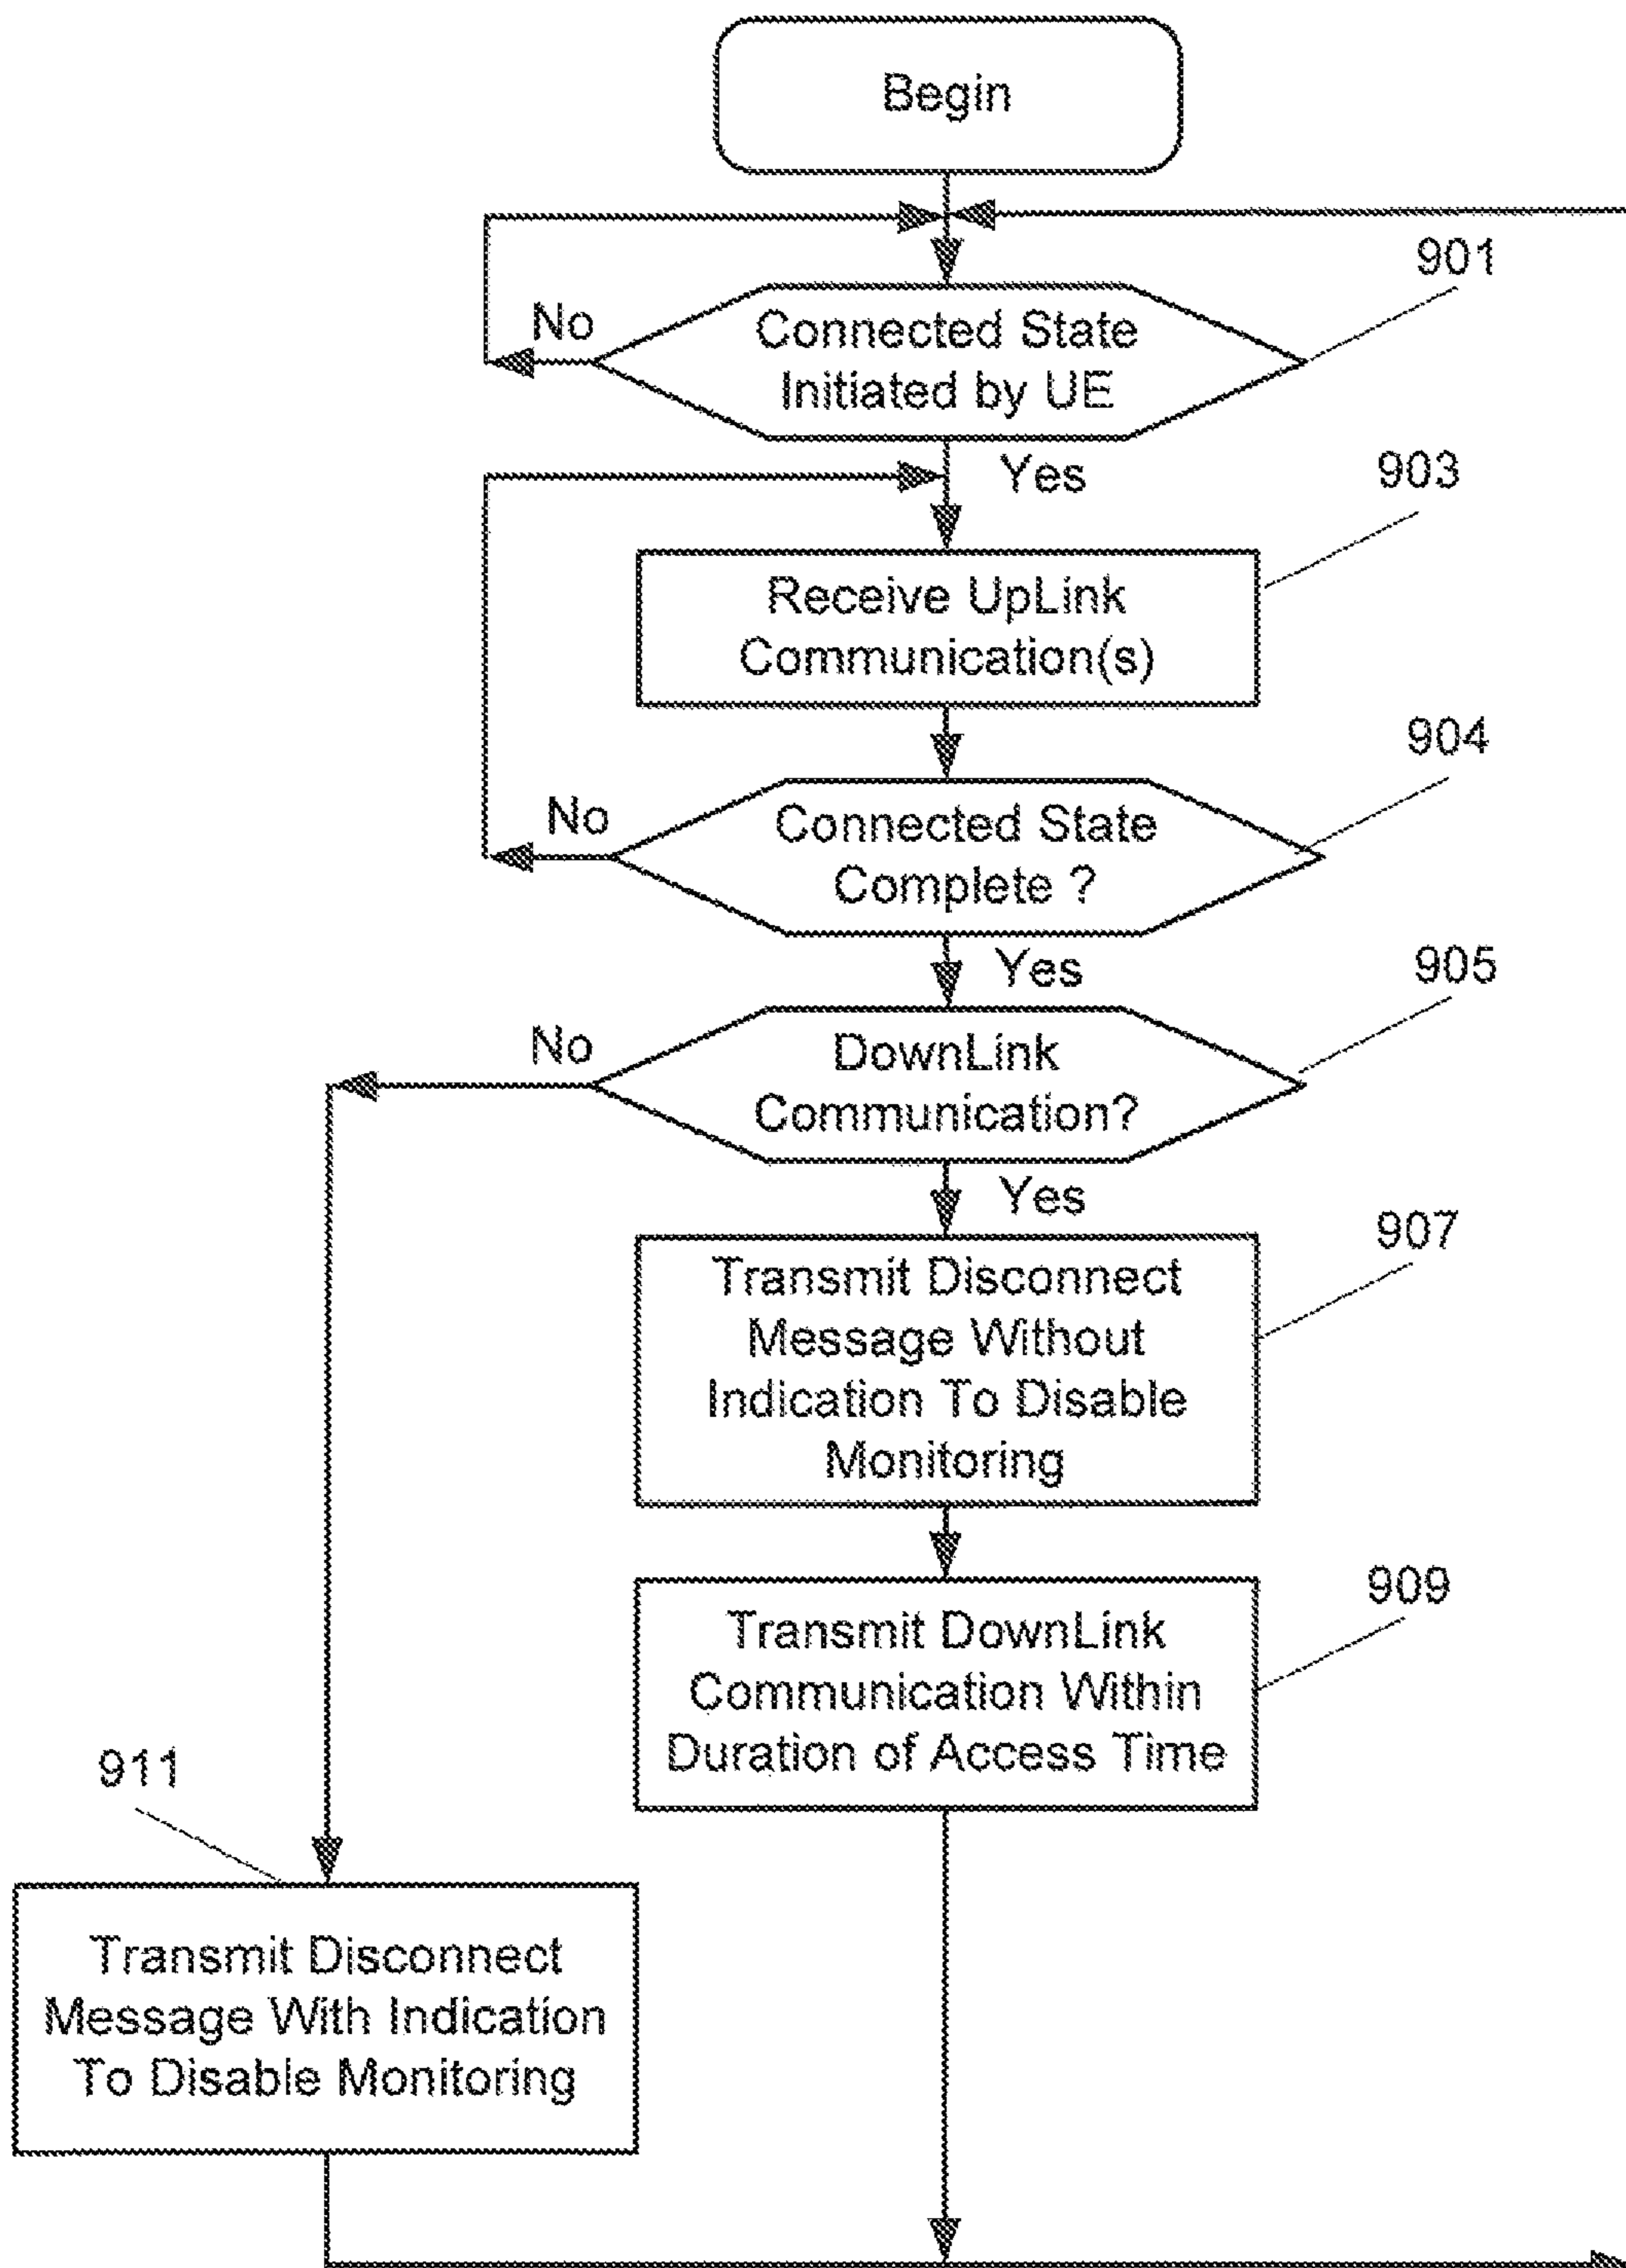 Begin
901
No
Connected State
Initiated by UE
Yes
903
Receive UpLink
Communication(s)
904
No
Connected State
Complete ?
Yes
905
No
DownLink
Communication?
Yes
907
Transmit Disconnect
Message Without
Indication To Disable
Monitoring
909
Transmit DownLink
Communication Within
Duration of Access Time
911
Transmit Disconnect
Message With Indication
To Disable Monitoring